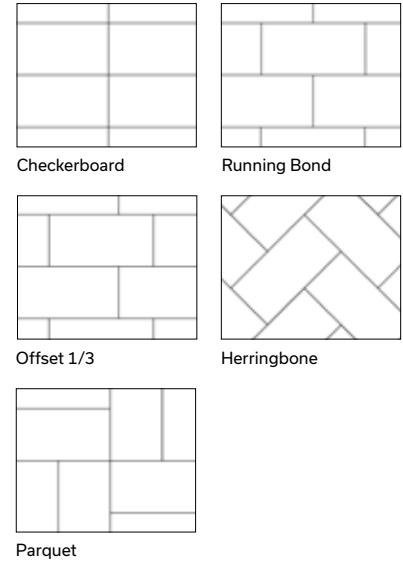 Checkerboard
Running Bond
Offset 1/3
Herringbone
Parquet